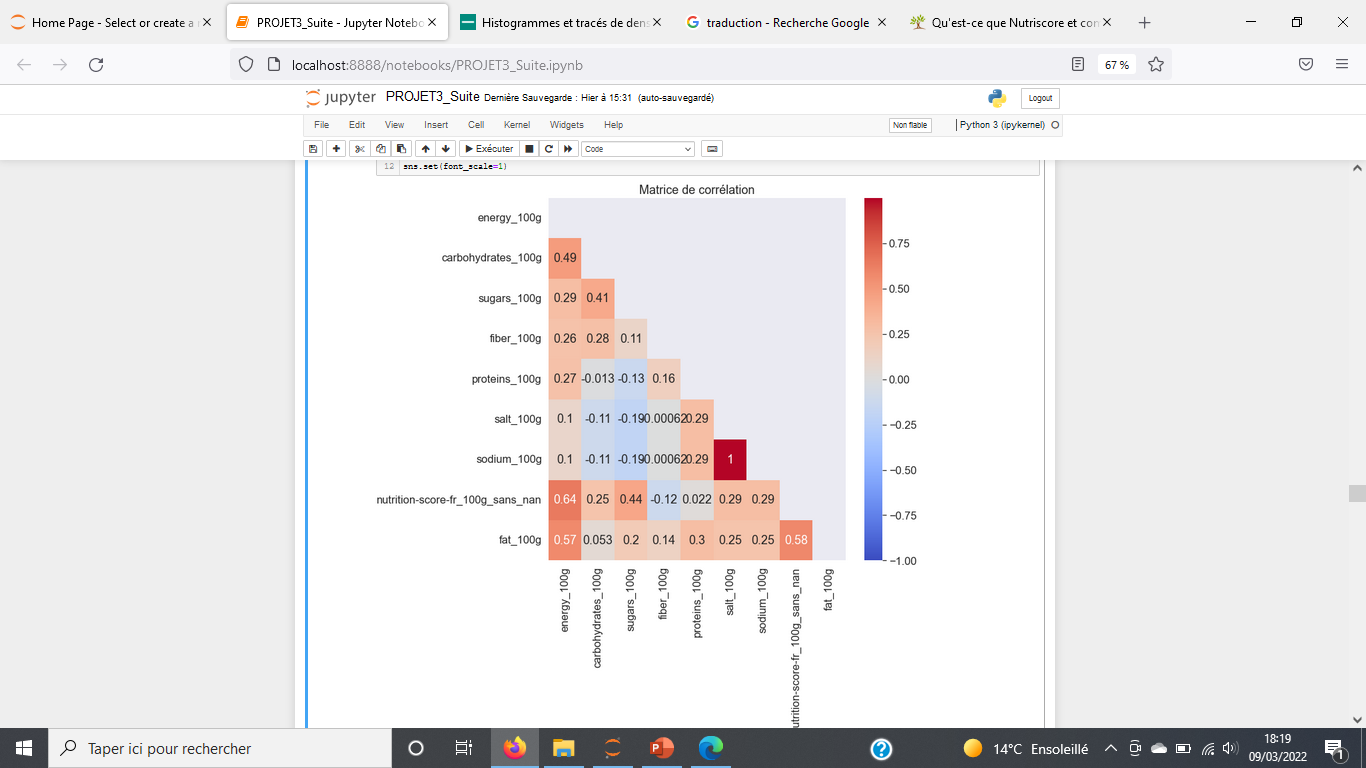 Home Page - Select or create a n
PROJET3_Suite - Jupyter Notebo
Histogrammes et tracés de dens
traduction - Recherche Google
Qu'est-ce que Nutriscore et con
localhost:8888/notebooks/PROJET3_Suite.ipynb
67 %
jupyter PROJET3_Suite Dernière Sauvegarde : Hier à 15:31 (auto-sauvegardé)
Logout
File Edit View Insert Cell Kernel Widgets Help
Non fiable
Python 3 (ipykernel)
Exécuter
Code
12 sns.set(font_scale=1)
Matrice de corrélation
energy_100g
carbohydrates_100g 0.49
sugars_100g 0.29 0.41
fiber_100g 0.26 0.28 0.11
proteins_100g 0.27 -0.013 -0.13 0.16
salt_100g 0.1 -0.11 -0.19 -0.00062 0.29
sodium_100g 0.1 -0.11 -0.19 -0.00062 0.29 1
nutrition-score-fr_100g_sans_nan 0.64 0.25 0.44 -0.12 0.022 0.29 0.29
fat_100g 0.57 0.053 0.2 0.14 0.3 0.25 0.25 0.58
energy_100g
carbohydrates_100g
sugars_100g
fiber_100g
proteins_100g
salt_100g
sodium_100g
utrition-score-fr_100g_sans_nan
fat_100g
0.75
0.50
0.25
0.00
−0.25
−0.50
−0.75
−1.00
Taper ici pour rechercher
14°C Ensoleillé
18:19
09/03/2022
1